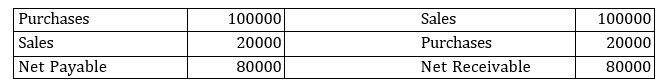 Purchases 100000 Sales 100000
Sales 20000 Purchases 20000
Net Payable 80000 Net Receivable 80000